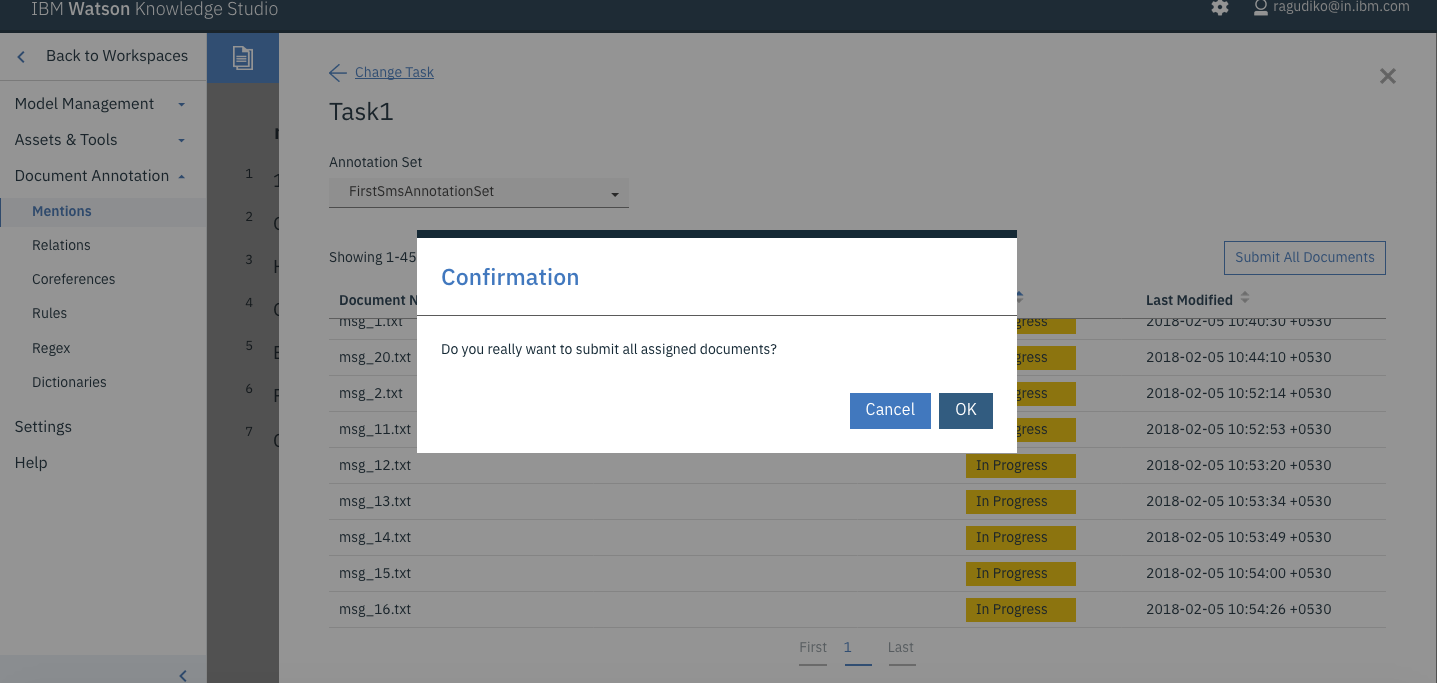 IBM Watson Knowledge Studio
ragudiko@in.ibm.com
Back to Workspaces
Model Management
Assets & Tools
Document Annotation
Mentions
Relations
Coreferences
Rules
Regex
Dictionaries
Settings
Help
1
2
3
4
5
6
7
Change Task
Task1
Annotation Set
FirstSmsAnnotationSet
Showing 1-45
Submit All Documents
Document N
Last Modified
msg_1.txt gress 2018-02-05 10:40:30 +0530
msg_20.txt gress 2018-02-05 10:44:10 +0530
msg_2.txt gress 2018-02-05 10:52:14 +0530
msg_11.txt gress 2018-02-05 10:52:53 +0530
msg_12.txt In Progress 2018-02-05 10:53:20 +0530
msg_13.txt In Progress 2018-02-05 10:53:34 +0530
msg_14.txt In Progress 2018-02-05 10:53:49 +0530
msg_15.txt In Progress 2018-02-05 10:54:00 +0530
msg_16.txt In Progress 2018-02-05 10:54:26 +0530
First 1 Last
Confirmation
Do you really want to submit all assigned documents?
Cancel OK